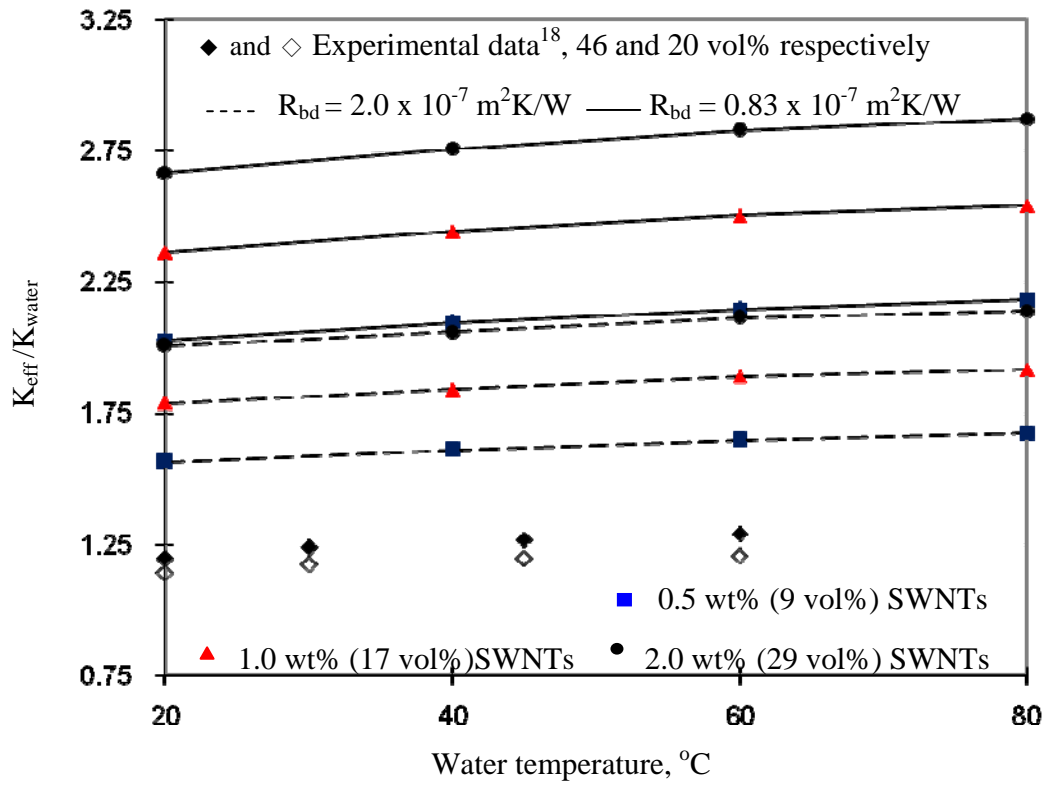 3.25
◆ and ◇ Experimental data18, 46 and 20 vol% respectively
Rbd = 2.0 x 10-7 m2K/W Rbd = 0.83 x 10-7 m2K/W
2.75
2.25
Keff/Kwater
1.75
1.25
0.5 wt% (9 vol%) SWNTs
1.0 wt% (17 vol%)SWNTs 2.0 wt% (29 vol%) SWNTs
0.75
20 40 60 80
Water temperature, oC